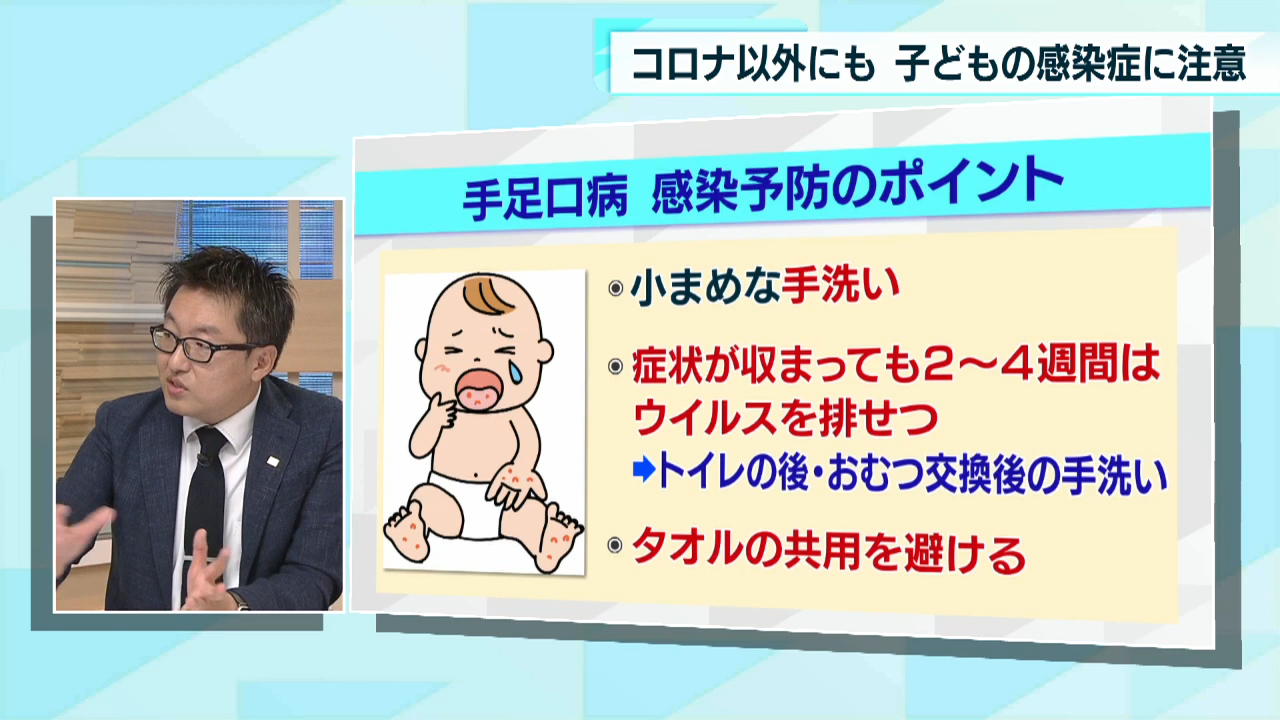 コロナ以外にも 子どもの感染症に注意
手足口病 感染予防のポイント
◉小まめな手洗い
◉症状が収まっても２〜４週間は
ウイルスを排せつ
➡トイレの後・おむつ交換後の手洗い
◉タオルの共用を避ける